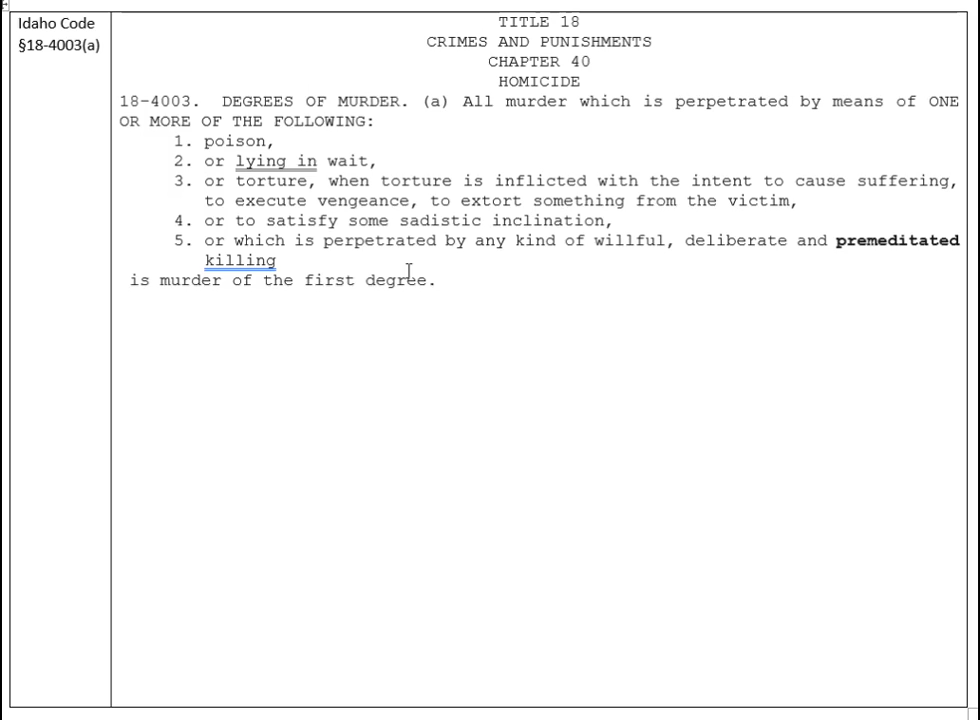 Idaho Code
§18-4003(a)
TITLE 18
CRIMES AND PUNISHMENTS
CHAPTER 40
HOMICIDE
18-4003. DEGREES OF MURDER. (a) All murder which is perpetrated by means of ONE
OR MORE OF THE FOLLOWING:
1. poison,
2. or lying in wait,
3. or torture, when torture is inflicted with the intent to cause suffering,
to execute vengeance, to extort something from the victim,
4. or to satisfy some sadistic inclination,
5. or which is perpetrated by any kind of willful, deliberate and premeditated
killing
is murder of the first degree.